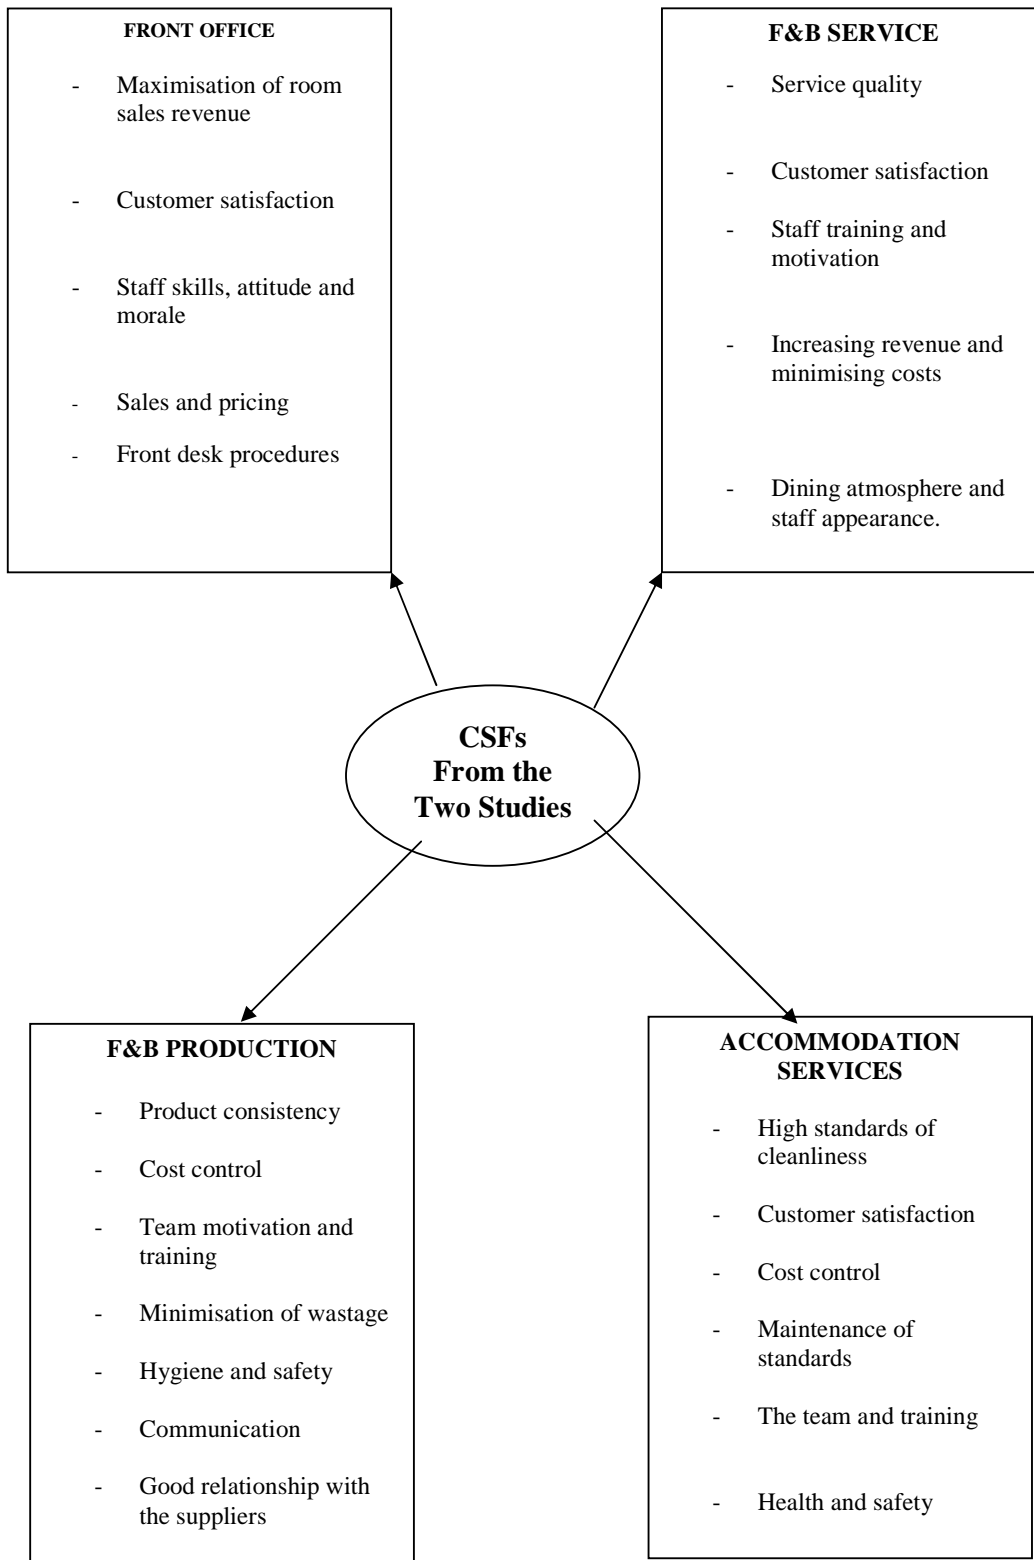 FRONT OFFICE
- Maximisation of room
sales revenue
- Customer satisfaction
- Staff skills, attitude and
morale
- Sales and pricing
- Front desk procedures
F&B SERVICE
- Service quality
- Customer satisfaction
- Staff training and
motivation
- Increasing revenue and
minimising costs
- Dining atmosphere and
staff appearance.
CSFs
From the
Two Studies
F&B PRODUCTION
- Product consistency
- Cost control
- Team motivation and
training
- Minimisation of wastage
- Hygiene and safety
- Communication
- Good relationship with
the suppliers
ACCOMMODATION
SERVICES
- High standards of
cleanliness
- Customer satisfaction
- Cost control
- Maintenance of
standards
- The team and training
- Health and safety